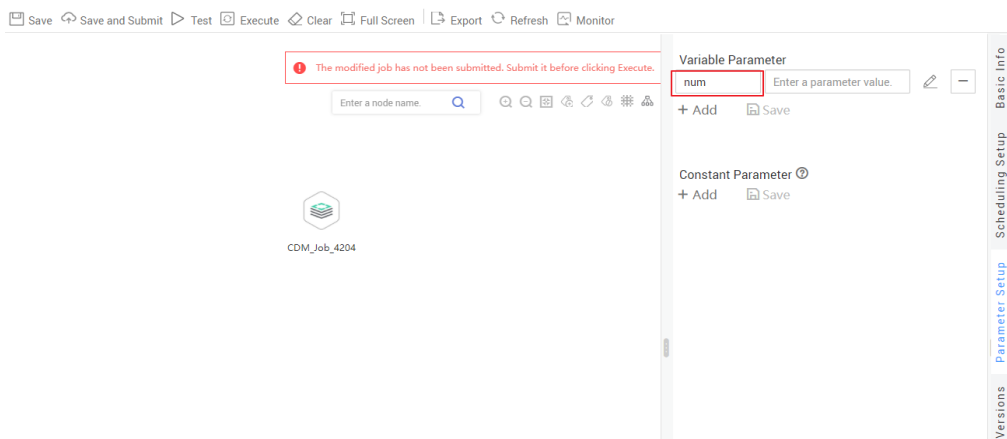 Save Save and Submit Test Execute Clear Full Screen Export Refresh Monitor
The modified job has not been submitted. Submit it before clicking Execute.
Enter a node name.
CDM_Job_4204
Variable Parameter
num Enter a parameter value.
+ Add Save
Constant Parameter
+ Add Save
Basic Info
Scheduling Setup
Parameter Setup
Versions